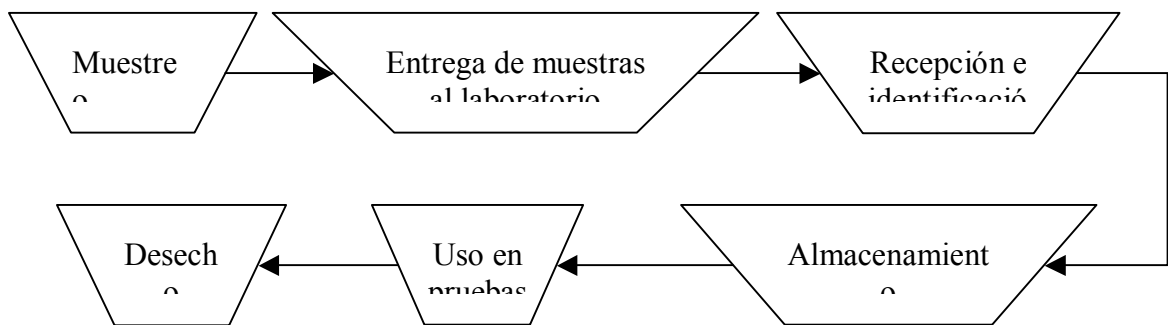 Muestre
o
Entrega de muestras
al laboratorio
Recepción e
identificació
Almacenamient
o
Uso en
pruebas
Desech
o